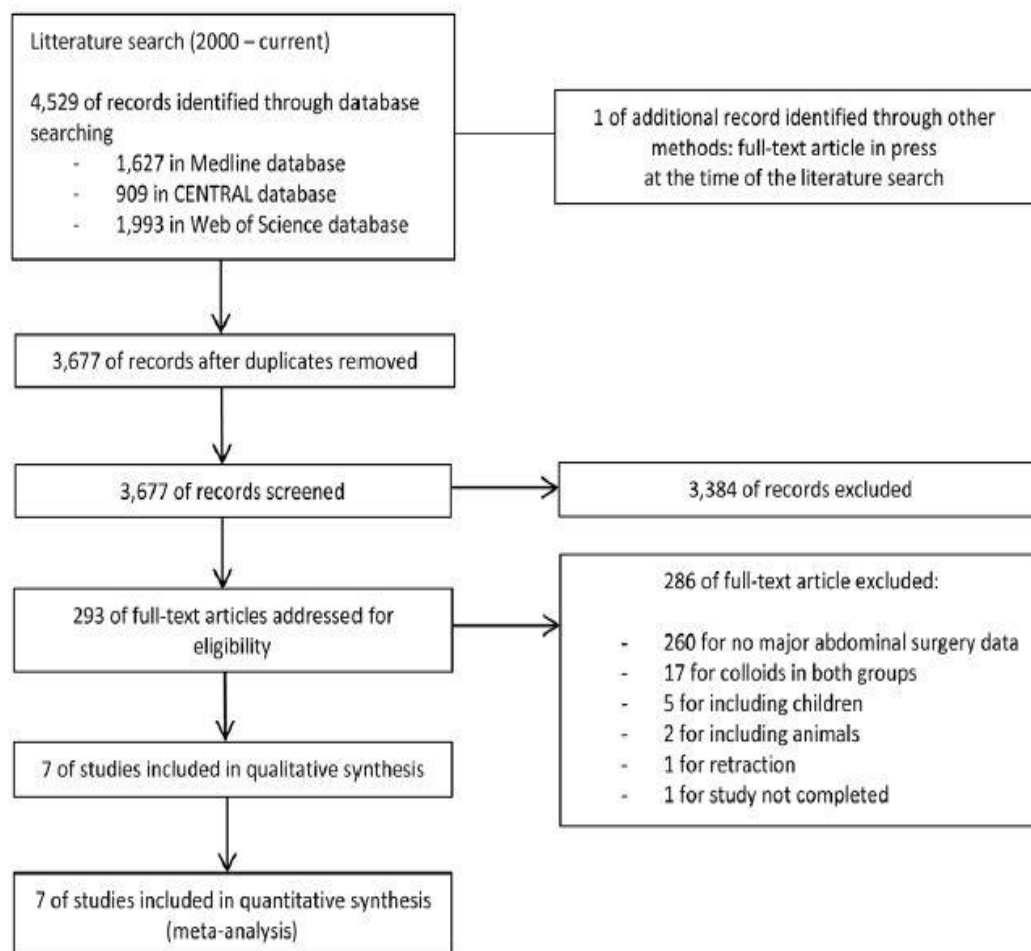 Litterature search (2000 – current)
4,529 of records identified through database
searching
- 1,627 in Medline database
- 909 in CENTRAL database
- 1,993 in Web of Science database
1 of additional record identified through other
methods: full-text article in press
at the time of the literature search
3,677 of records after duplicates removed
3,677 of records screened
3,384 of records excluded
293 of full-text articles addressed for
eligibility
286 of full-text article excluded:
- 260 for no major abdominal surgery data
- 17 for colloids in both groups
- 5 for including children
- 2 for including animals
- 1 for retraction
- 1 for study not completed
7 of studies included in qualitative synthesis
7 of studies included in quantitative synthesis
(meta-analysis)